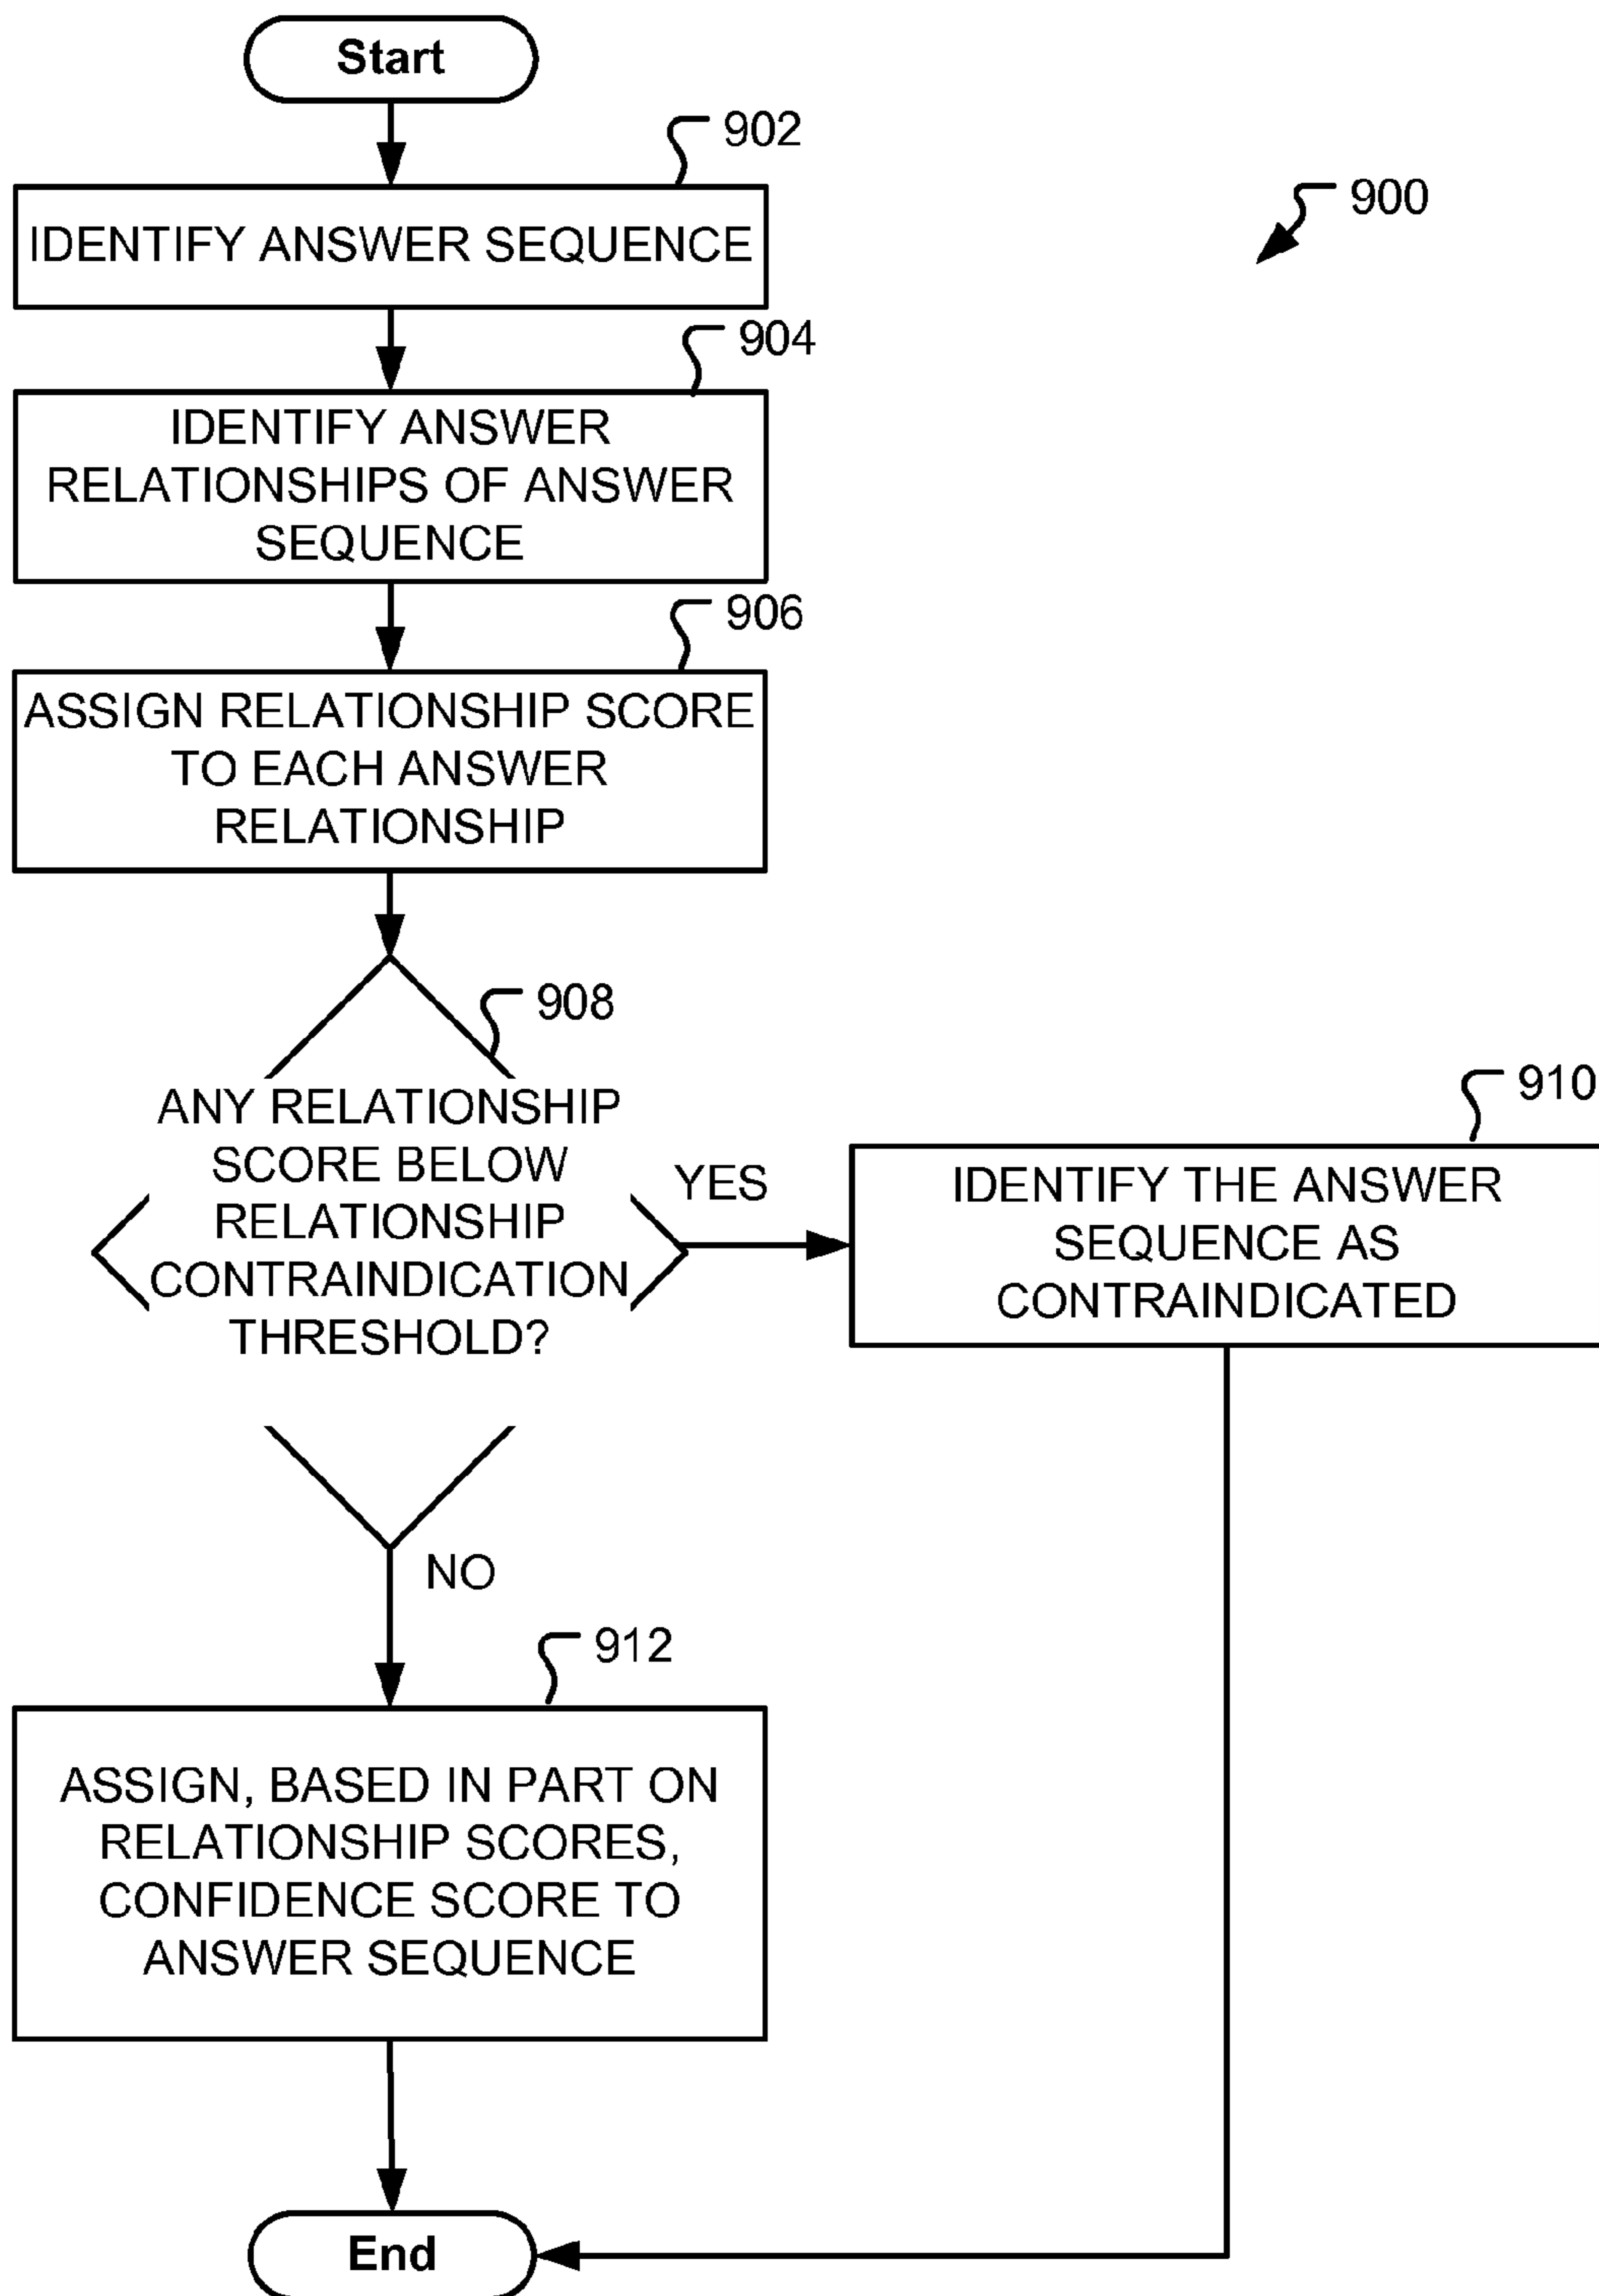 Start
902
900
IDENTIFY ANSWER SEQUENCE
904
IDENTIFY ANSWER
RELATIONSHIPS OF ANSWER
SEQUENCE
906
ASSIGN RELATIONSHIP SCORE
TO EACH ANSWER
RELATIONSHIP
908
ANY RELATIONSHIP
SCORE BELOW
RELATIONSHIP
CONTRAINDICATION
THRESHOLD?
YES
910
IDENTIFY THE ANSWER
SEQUENCE AS
CONTRAINDICATED
NO
912
ASSIGN, BASED IN PART ON
RELATIONSHIP SCORES,
CONFIDENCE SCORE TO
ANSWER SEQUENCE
End